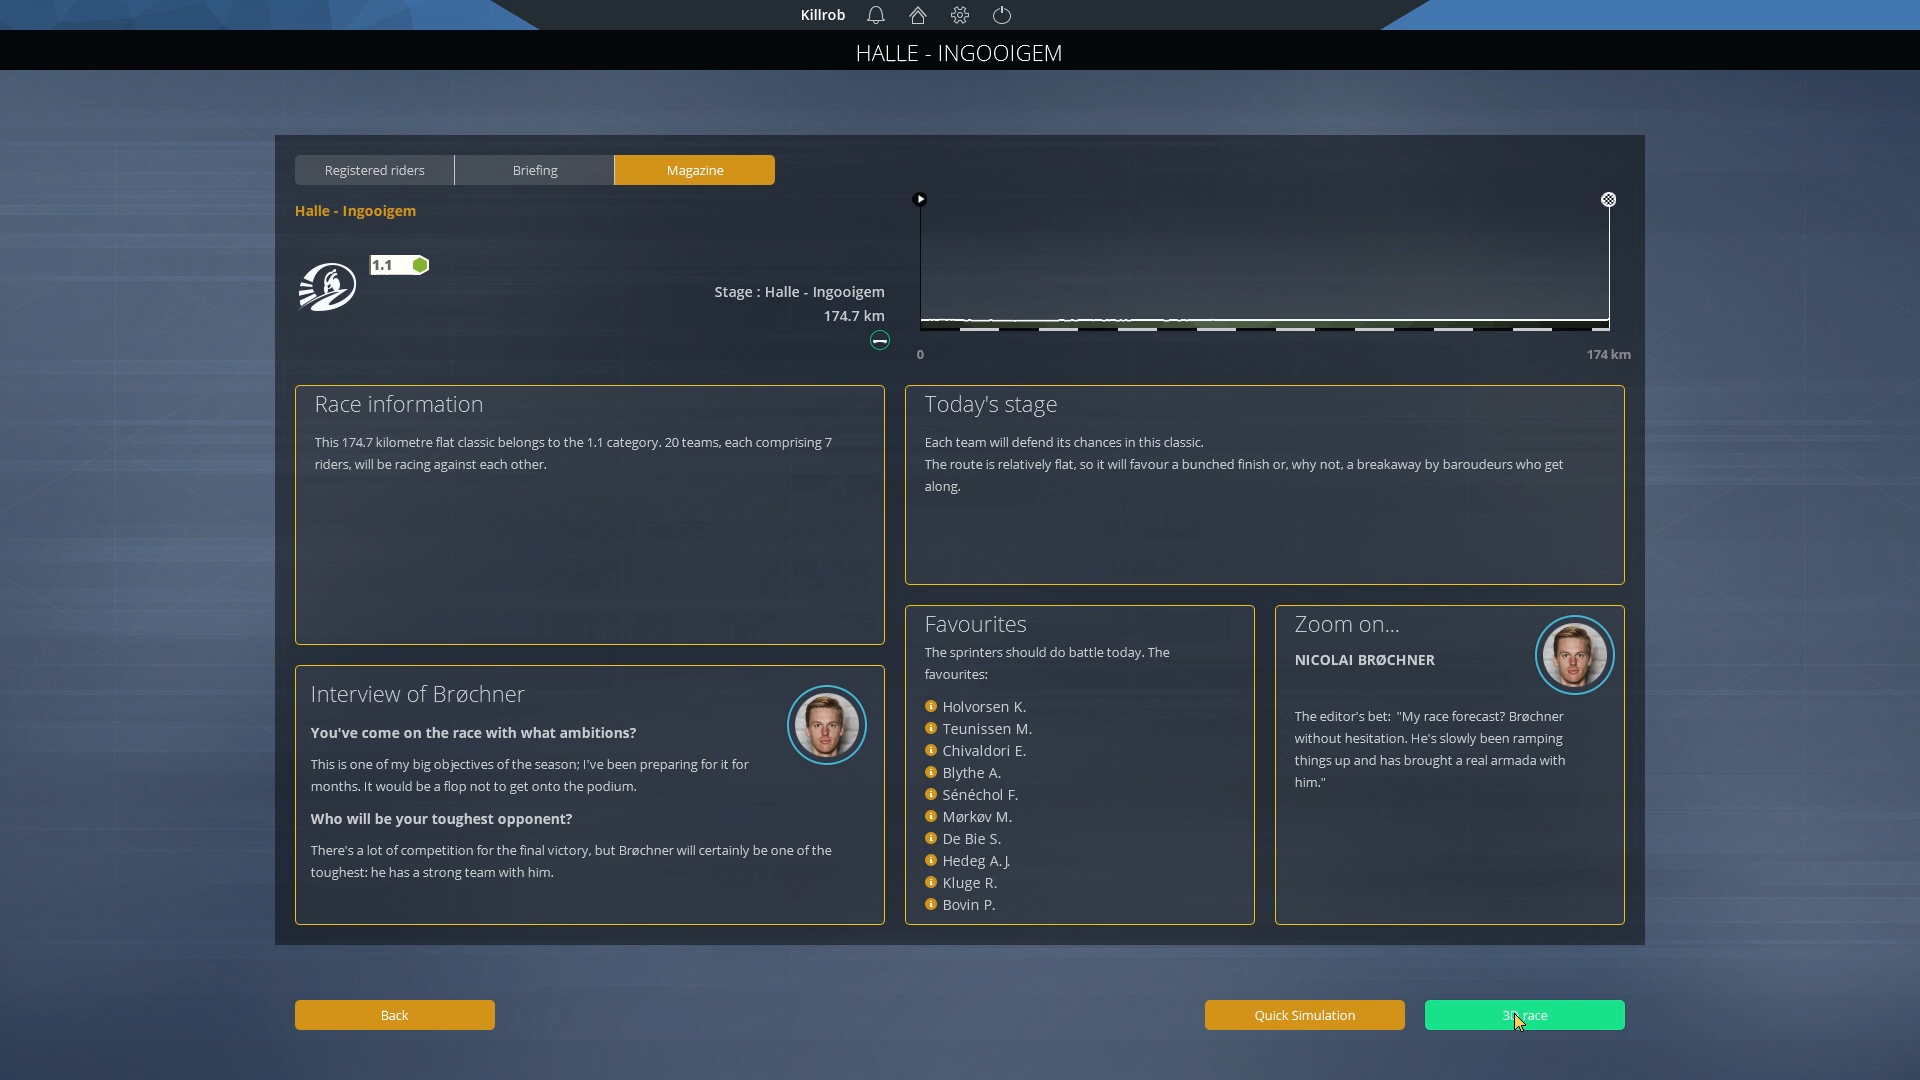 Killrob
HALLE - INGOOIGEM
Registered riders
Briefing
Magazine
Halle - Ingooigem
1.1
Stage : Halle - Ingooigem
174.7 km
0
174 km
Race information
This 174.7 kilometre flat classic belongs to the 1.1 category. 20 teams, each comprising 7
riders, will be racing against each other.
Today's stage
Each team will defend its chances in this classic.
The route is relatively flat, so it will favour a bunched finish or, why not, a breakaway by baroudeurs who get
along.
Interview of Brøchner
You've come on the race with what ambitions?
This is one of my big objectives of the season; I've been preparing for it for
months. It would be a flop not to get onto the podium.
Who will be your toughest opponent?
There's a lot of competition for the final victory, but Brøchner will certainly be one of the
toughest: he has a strong team with him.
Favourites
The sprinters should do battle today. The
favourites:
Holvorsen K.
Teunissen M.
Chivaldori E.
Blythe A.
Sénéchol F.
Mørkøv M.
De Bie S.
Hedeg A.J.
Kluge R.
Bovin P.
Zoom on...
NICOLAI BRØCHNER
The editor's bet: "My race forecast? Brøchner
without hesitation. He's slowly been ramping
things up and has brought a real armada with
him."
Back
Quick Simulation
3D race